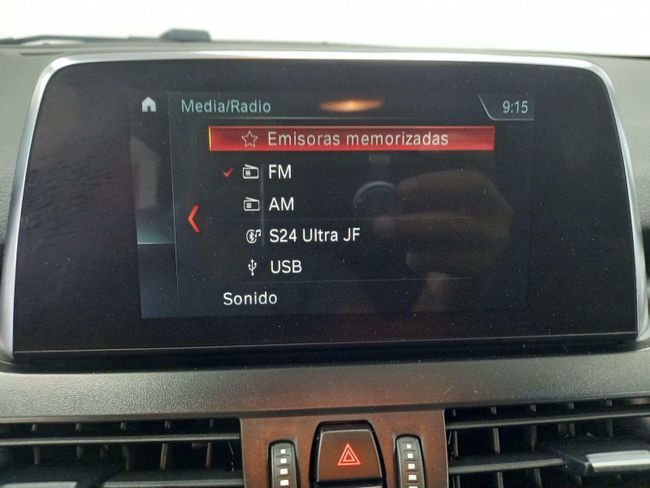 Media/Radio
9:15
Emisoras memorizadas
FM
AM
S24 Ultra JF
USB
Sonido